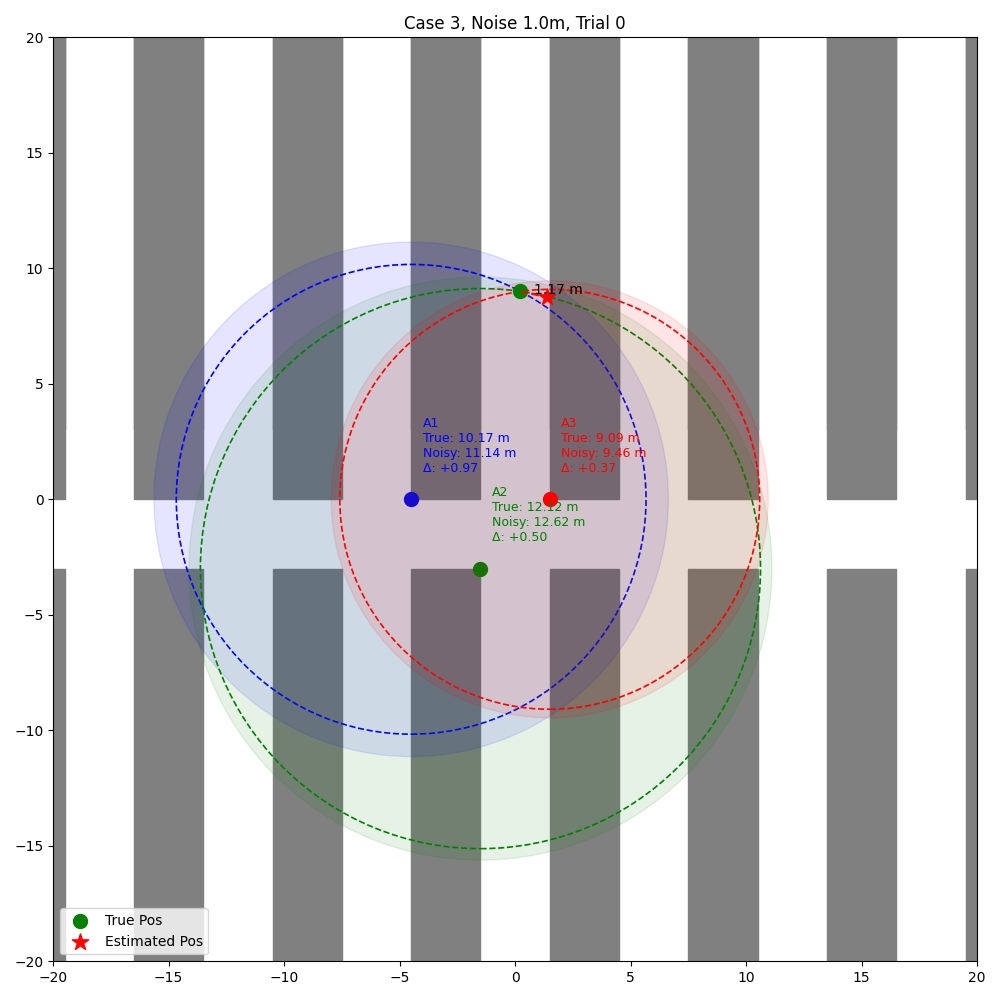 Case 3, Noise 1.0m, Trial 0
20
15
10
5
0
−5
−10
−15
−20
1.17 m
A1
True: 10.17 m
Noisy: 11.14 m
Δ: +0.97
A3
True: 9.09 m
Noisy: 9.46 m
Δ: +0.37
A2
True: 12.12 m
Noisy: 12.62 m
Δ: +0.50
True Pos
Estimated Pos
−20 −15 −10 −5 0 5 10 15 20